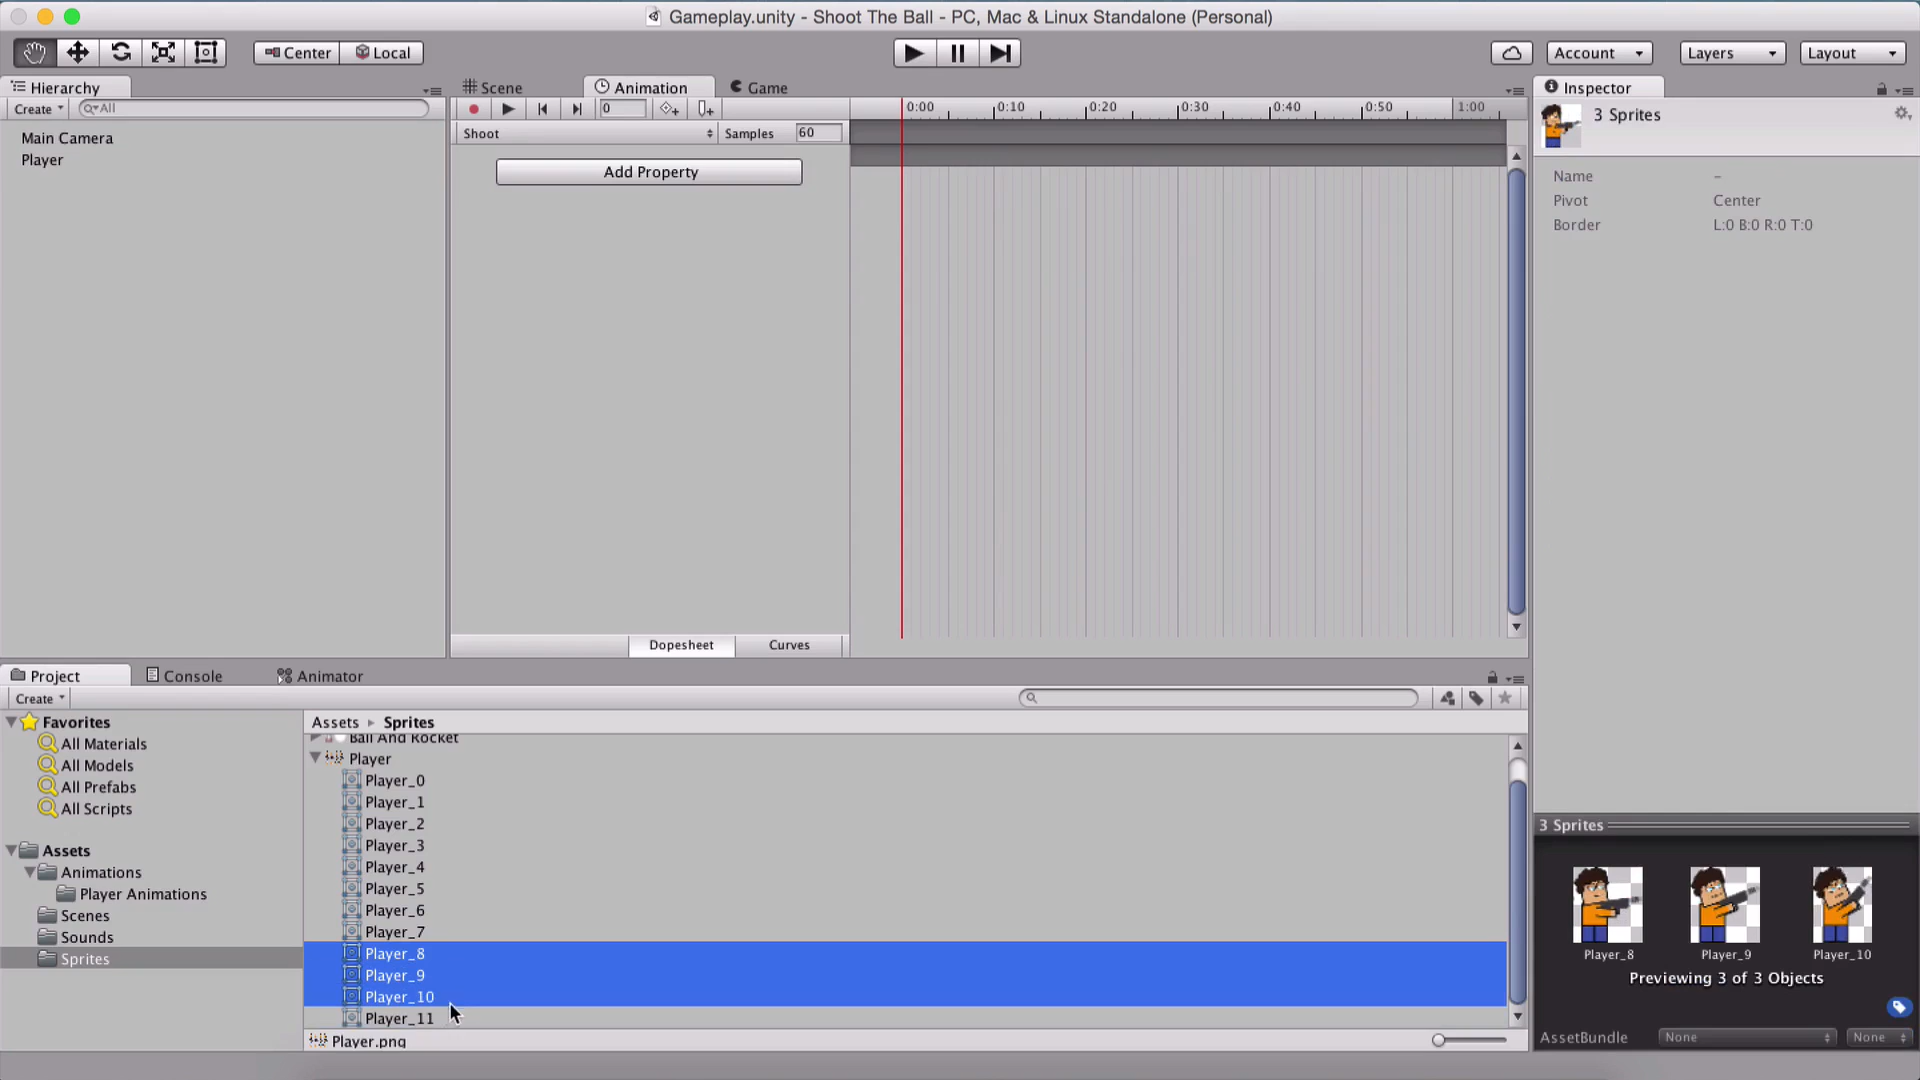 Gameplay.unity - Shoot The Ball - PC, Mac & Linux Standalone (Personal)
Center Local Account Layers Layout
Hierarchy
Create All
Main Camera
Player
Scene Animation Game
0 0:00 0:10 0:20 0:30 0:40 0:50 1:00
Shoot Samples 60
Add Property
Dopesheet Curves
Inspector
3 Sprites
Name –
Pivot Center
Border L:0 B:0 R:0 T:0
Project Console Animator
Create
Favorites
All Materials
All Models
All Prefabs
All Scripts
Assets
Animations
Player Animations
Scenes
Sounds
Sprites
Assets ▸ Sprites
Ball And Rocket
Player
Player_0
Player_1
Player_2
Player_3
Player_4
Player_5
Player_6
Player_7
Player_8
Player_9
Player_10
Player_11
Player.png
3 Sprites
Player_8 Player_9 Player_10
Previewing 3 of 3 Objects
AssetBundle None None